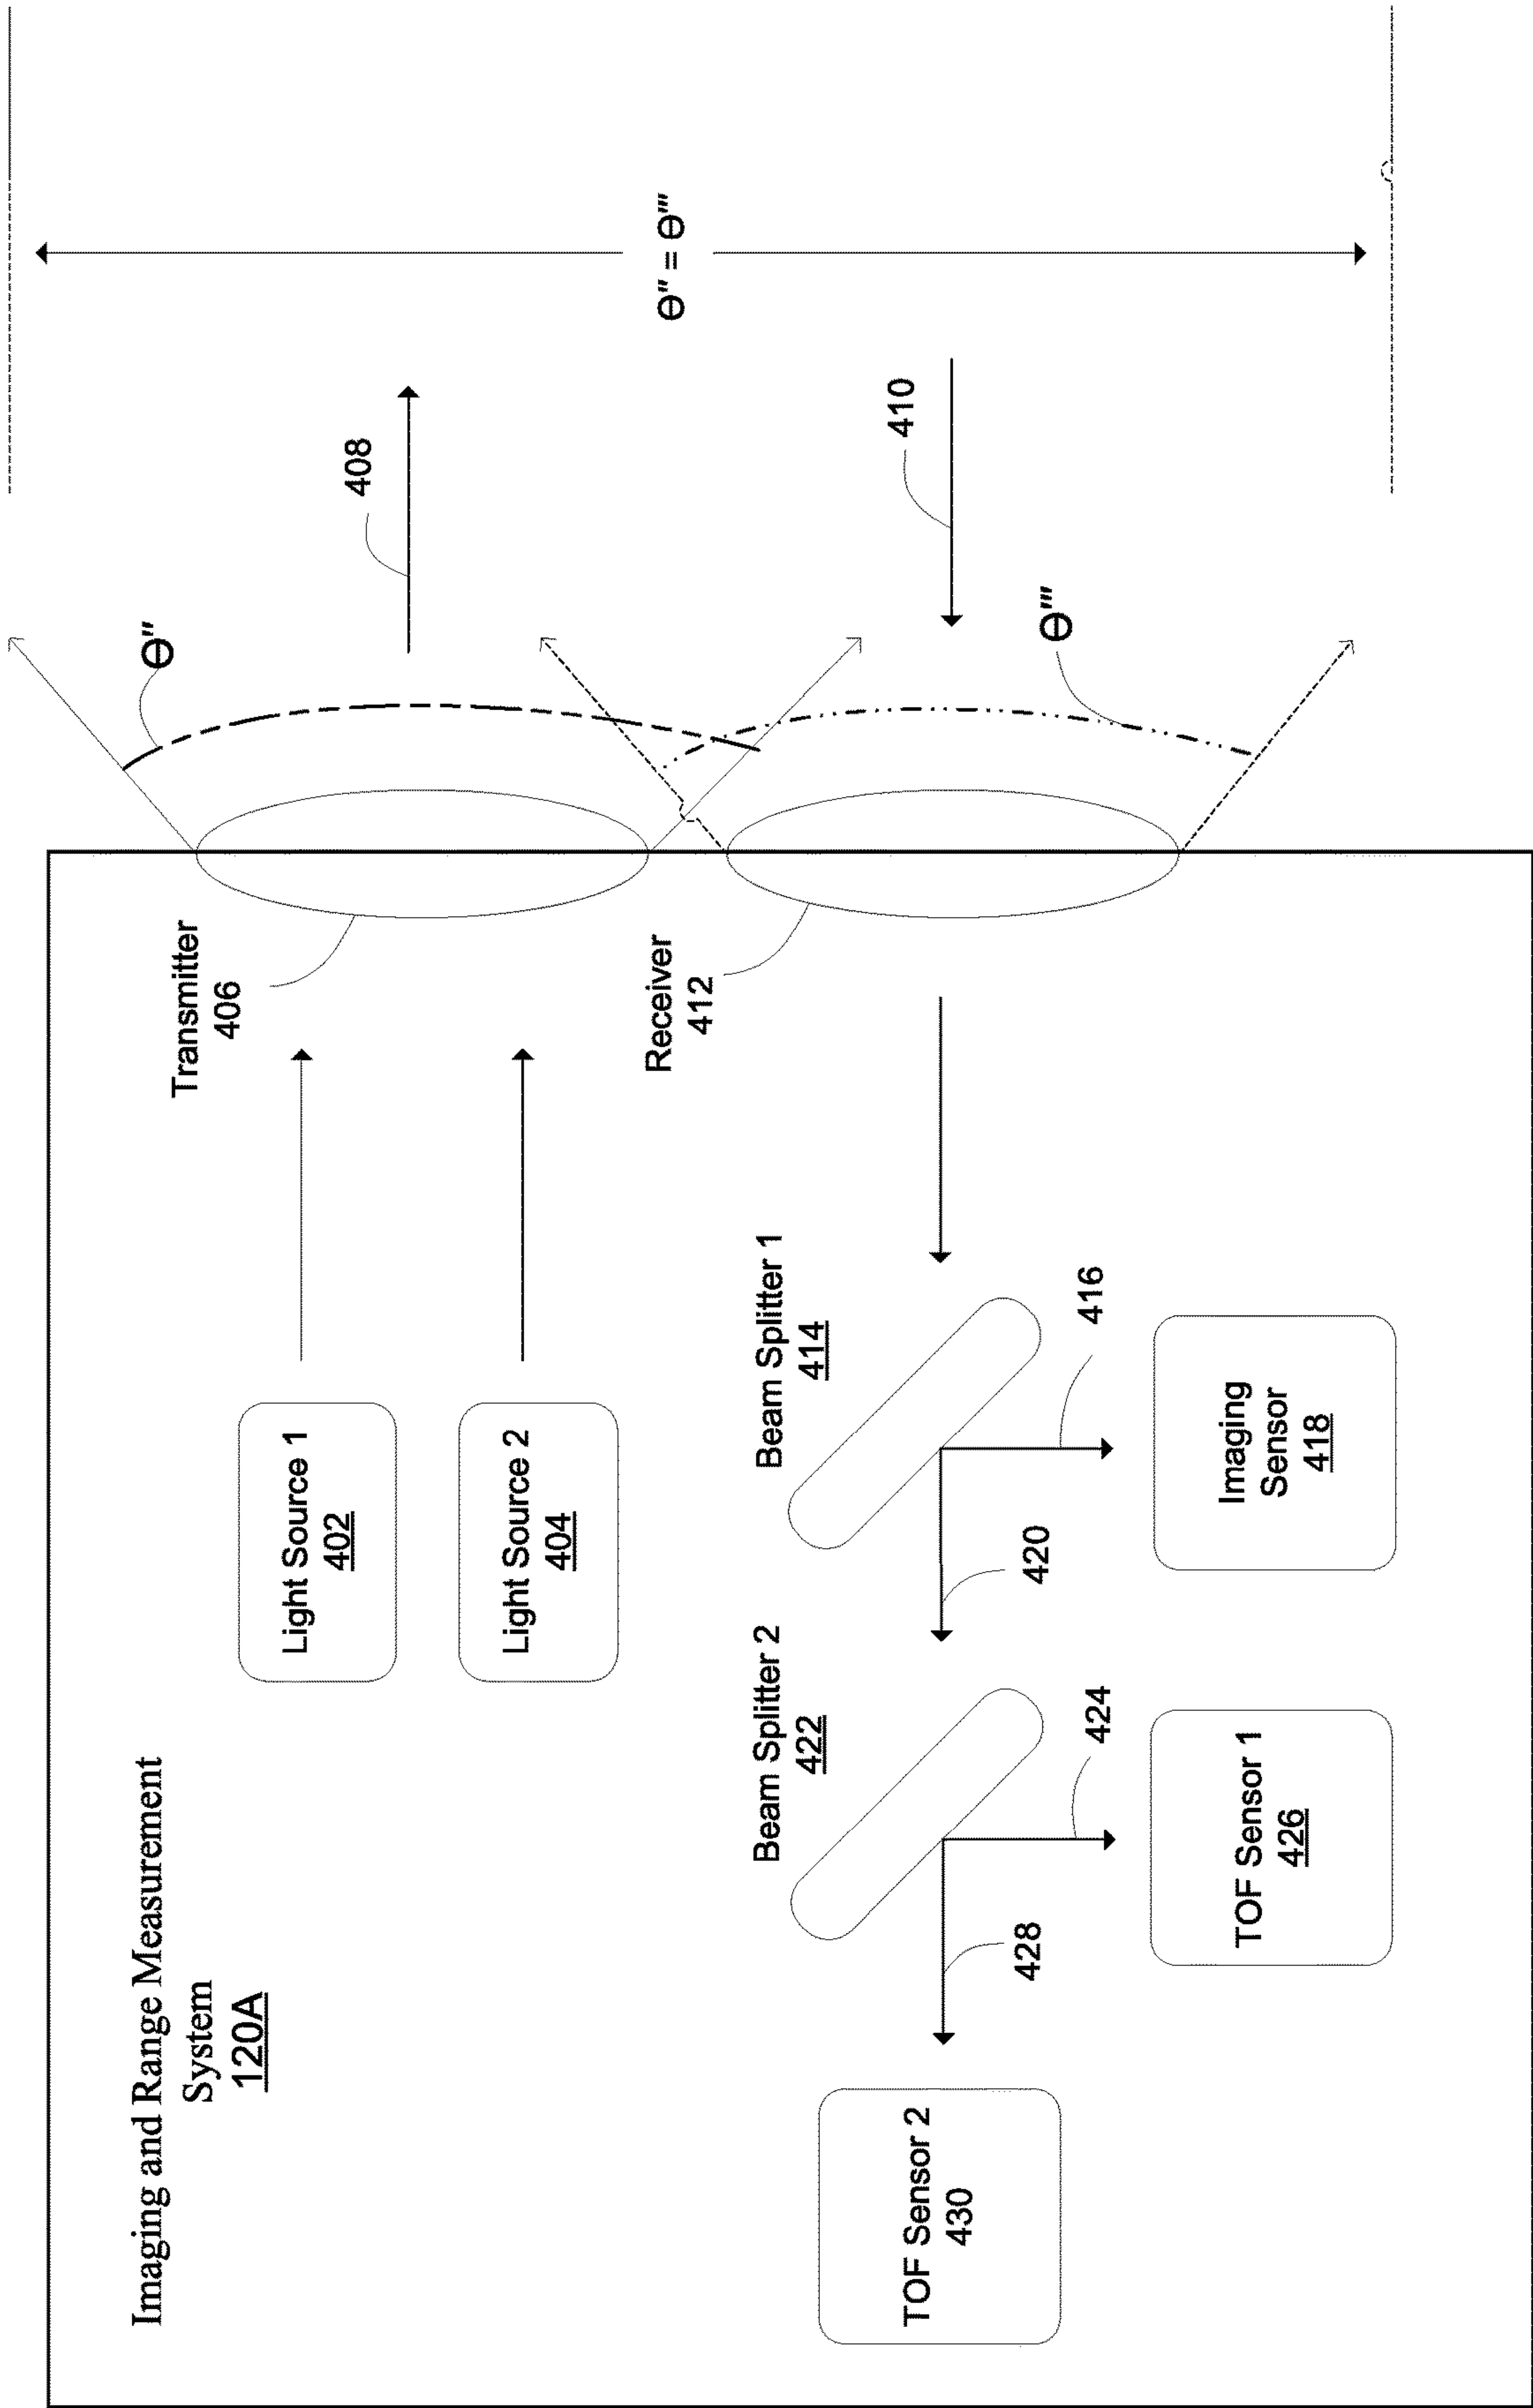 Imaging and Range Measurement
System
120A
Light Source 1
402
Light Source 2
404
Transmitter
406
Receiver
412
Beam Splitter 1
414
416
Imaging
Sensor
418
420
Beam Splitter 2
422
424
TOF Sensor 1
426
428
TOF Sensor 2
430
ϴ"
408
410
ϴ'"
ϴ" = ϴ'"